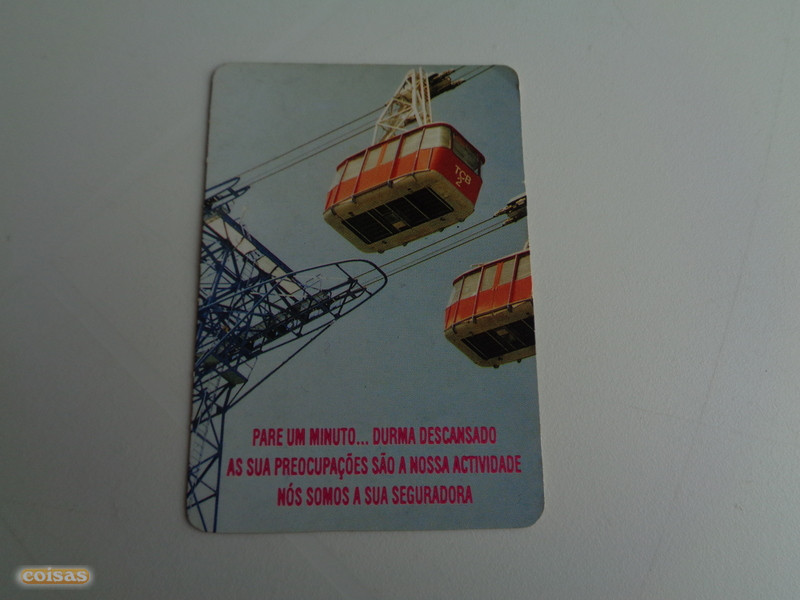 TCB
2
PARE UM MINUTO... DURMA DESCANSADO
AS SUA PREOCUPAÇÕES SÃO A NOSSA ACTIVIDADE
NÓS SOMOS A SUA SEGURADORA
coisas